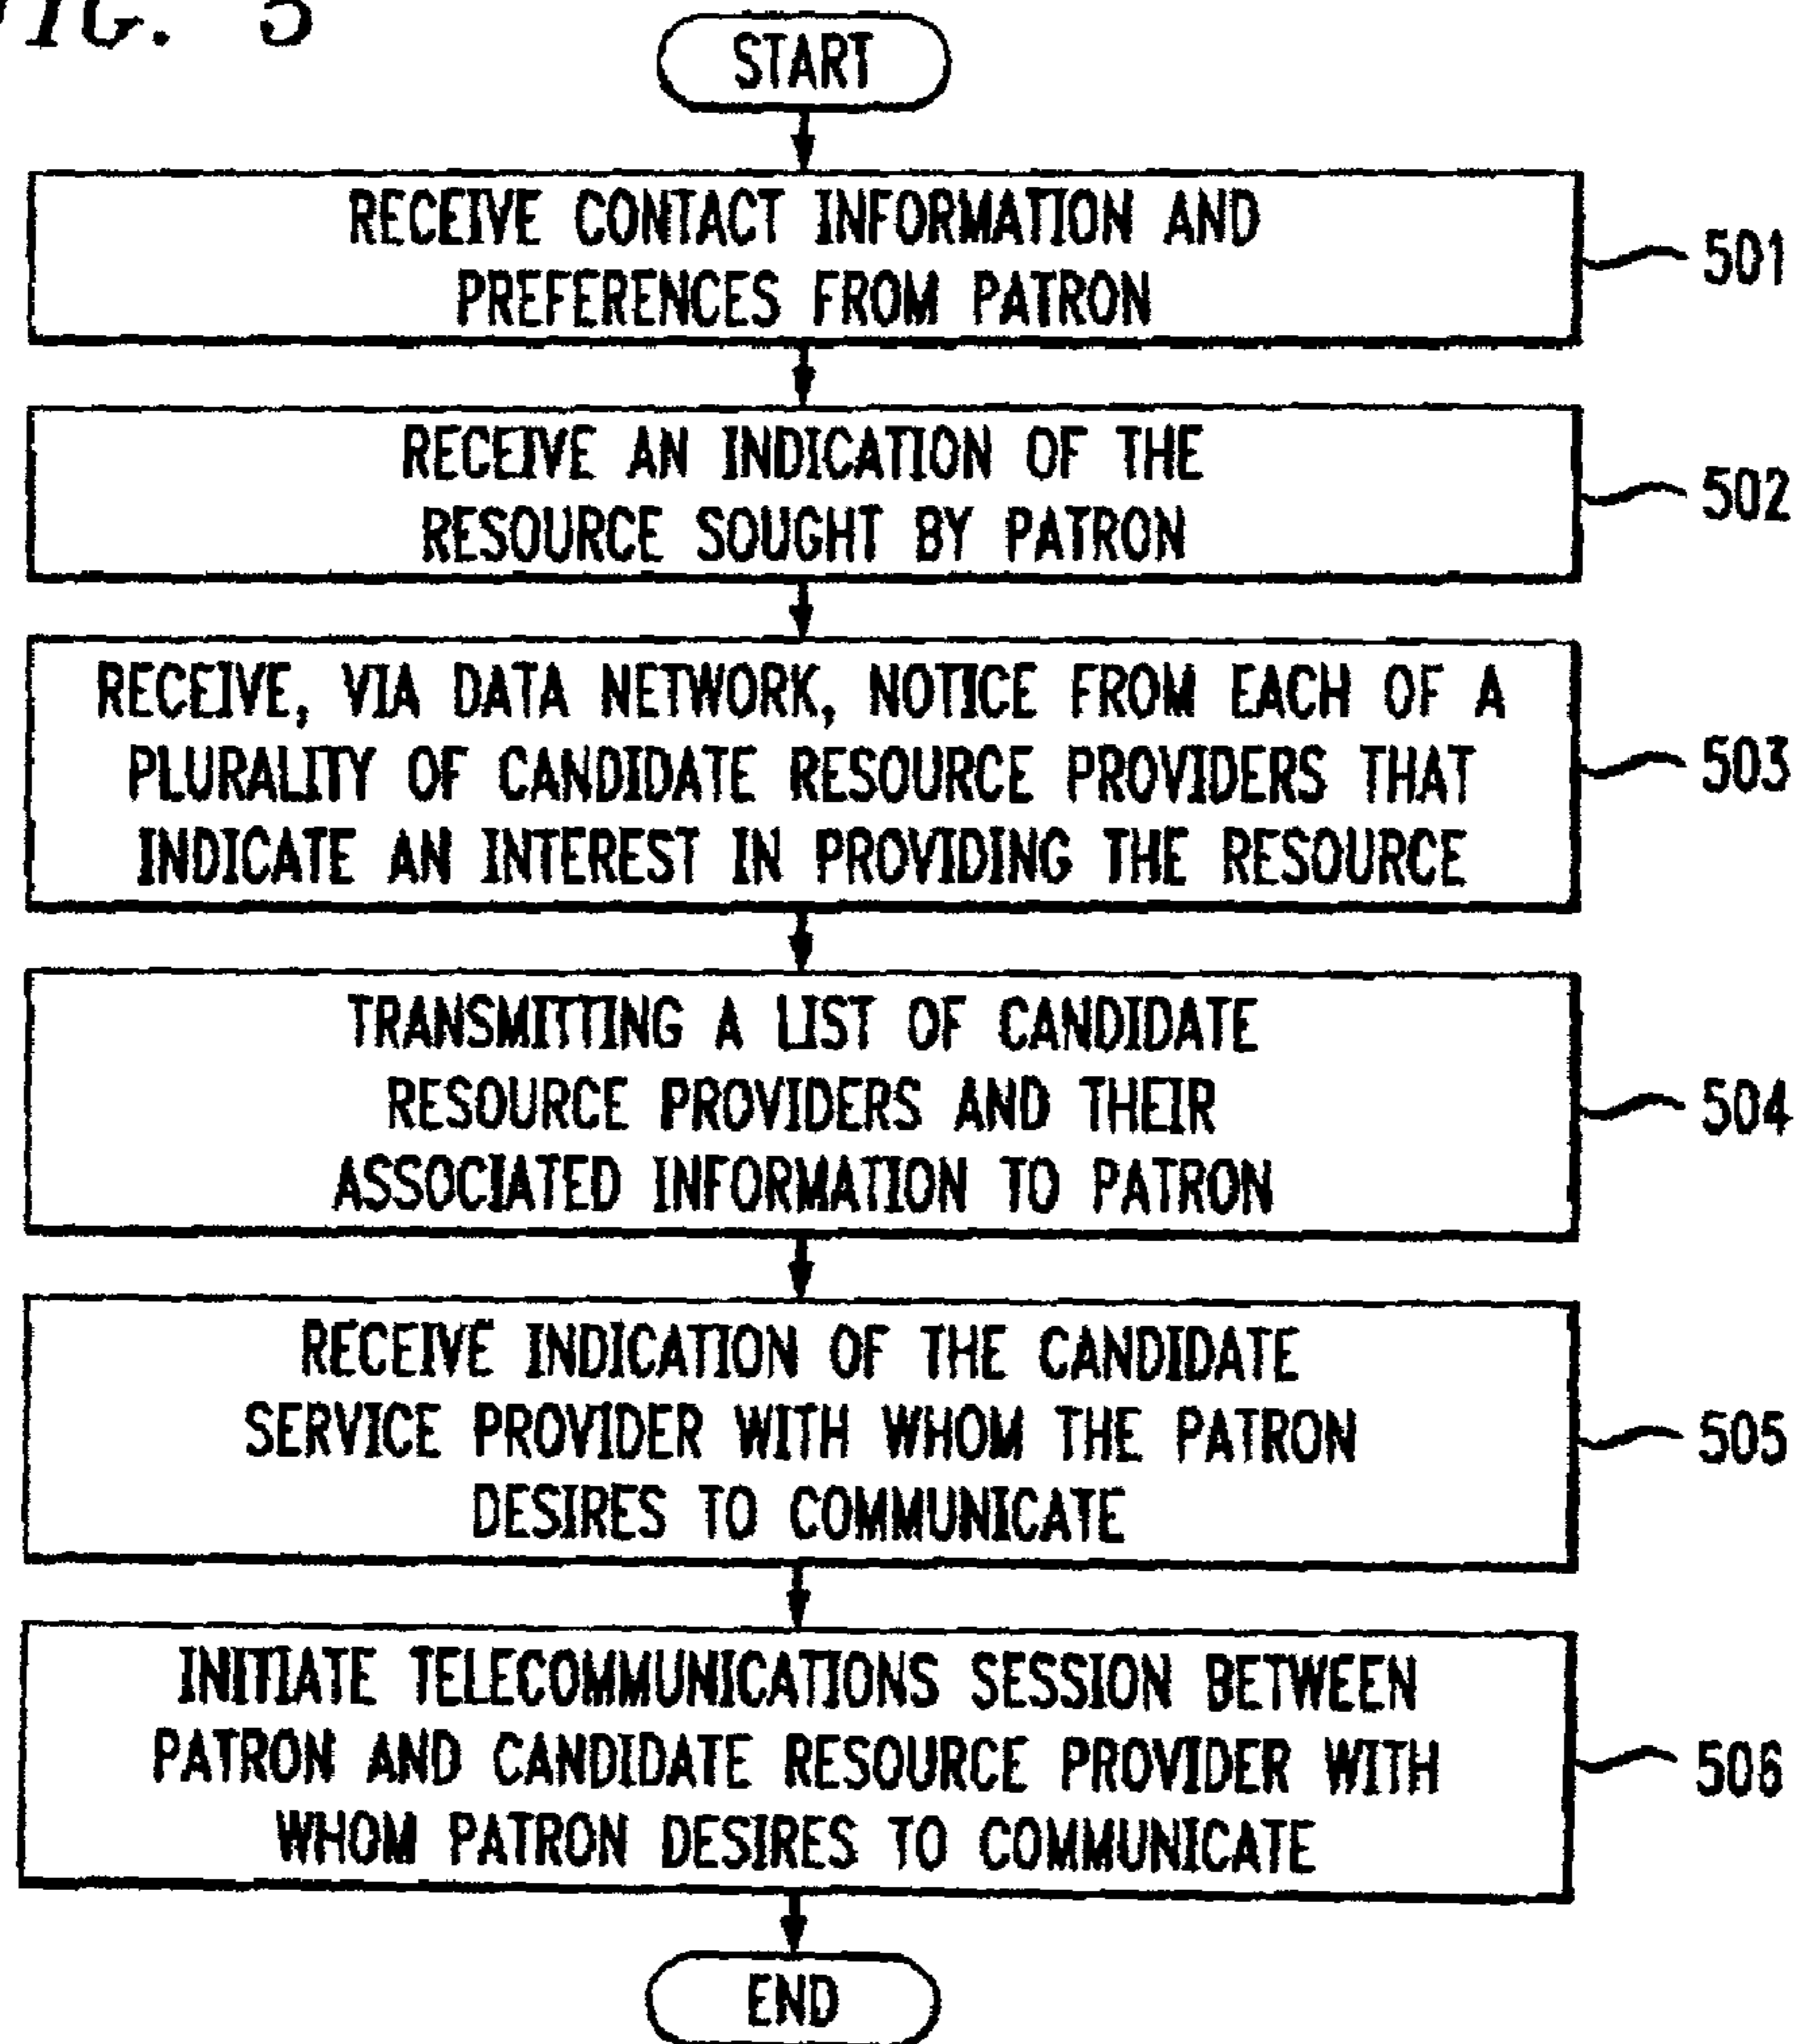 FIG. 5
START
RECEIVE CONTACT INFORMATION AND
PREFERENCES FROM PATRON
501
RECEIVE AN INDICATION OF THE
RESOURCE SOUGHT BY PATRON
502
RECEIVE, VIA DATA NETWORK, NOTICE FROM EACH OF A
PLURALITY OF CANDIDATE RESOURCE PROVIDERS THAT
INDICATE AN INTEREST IN PROVIDING THE RESOURCE
503
TRANSMITTING A LIST OF CANDIDATE
RESOURCE PROVIDERS AND THEIR
ASSOCIATED INFORMATION TO PATRON
504
RECEIVE INDICATION OF THE CANDIDATE
SERVICE PROVIDER WITH WHOM THE PATRON
DESIRES TO COMMUNICATE
505
INITIATE TELECOMMUNICATIONS SESSION BETWEEN
PATRON AND CANDIDATE RESOURCE PROVIDER WITH
WHOM PATRON DESIRES TO COMMUNICATE
506
END